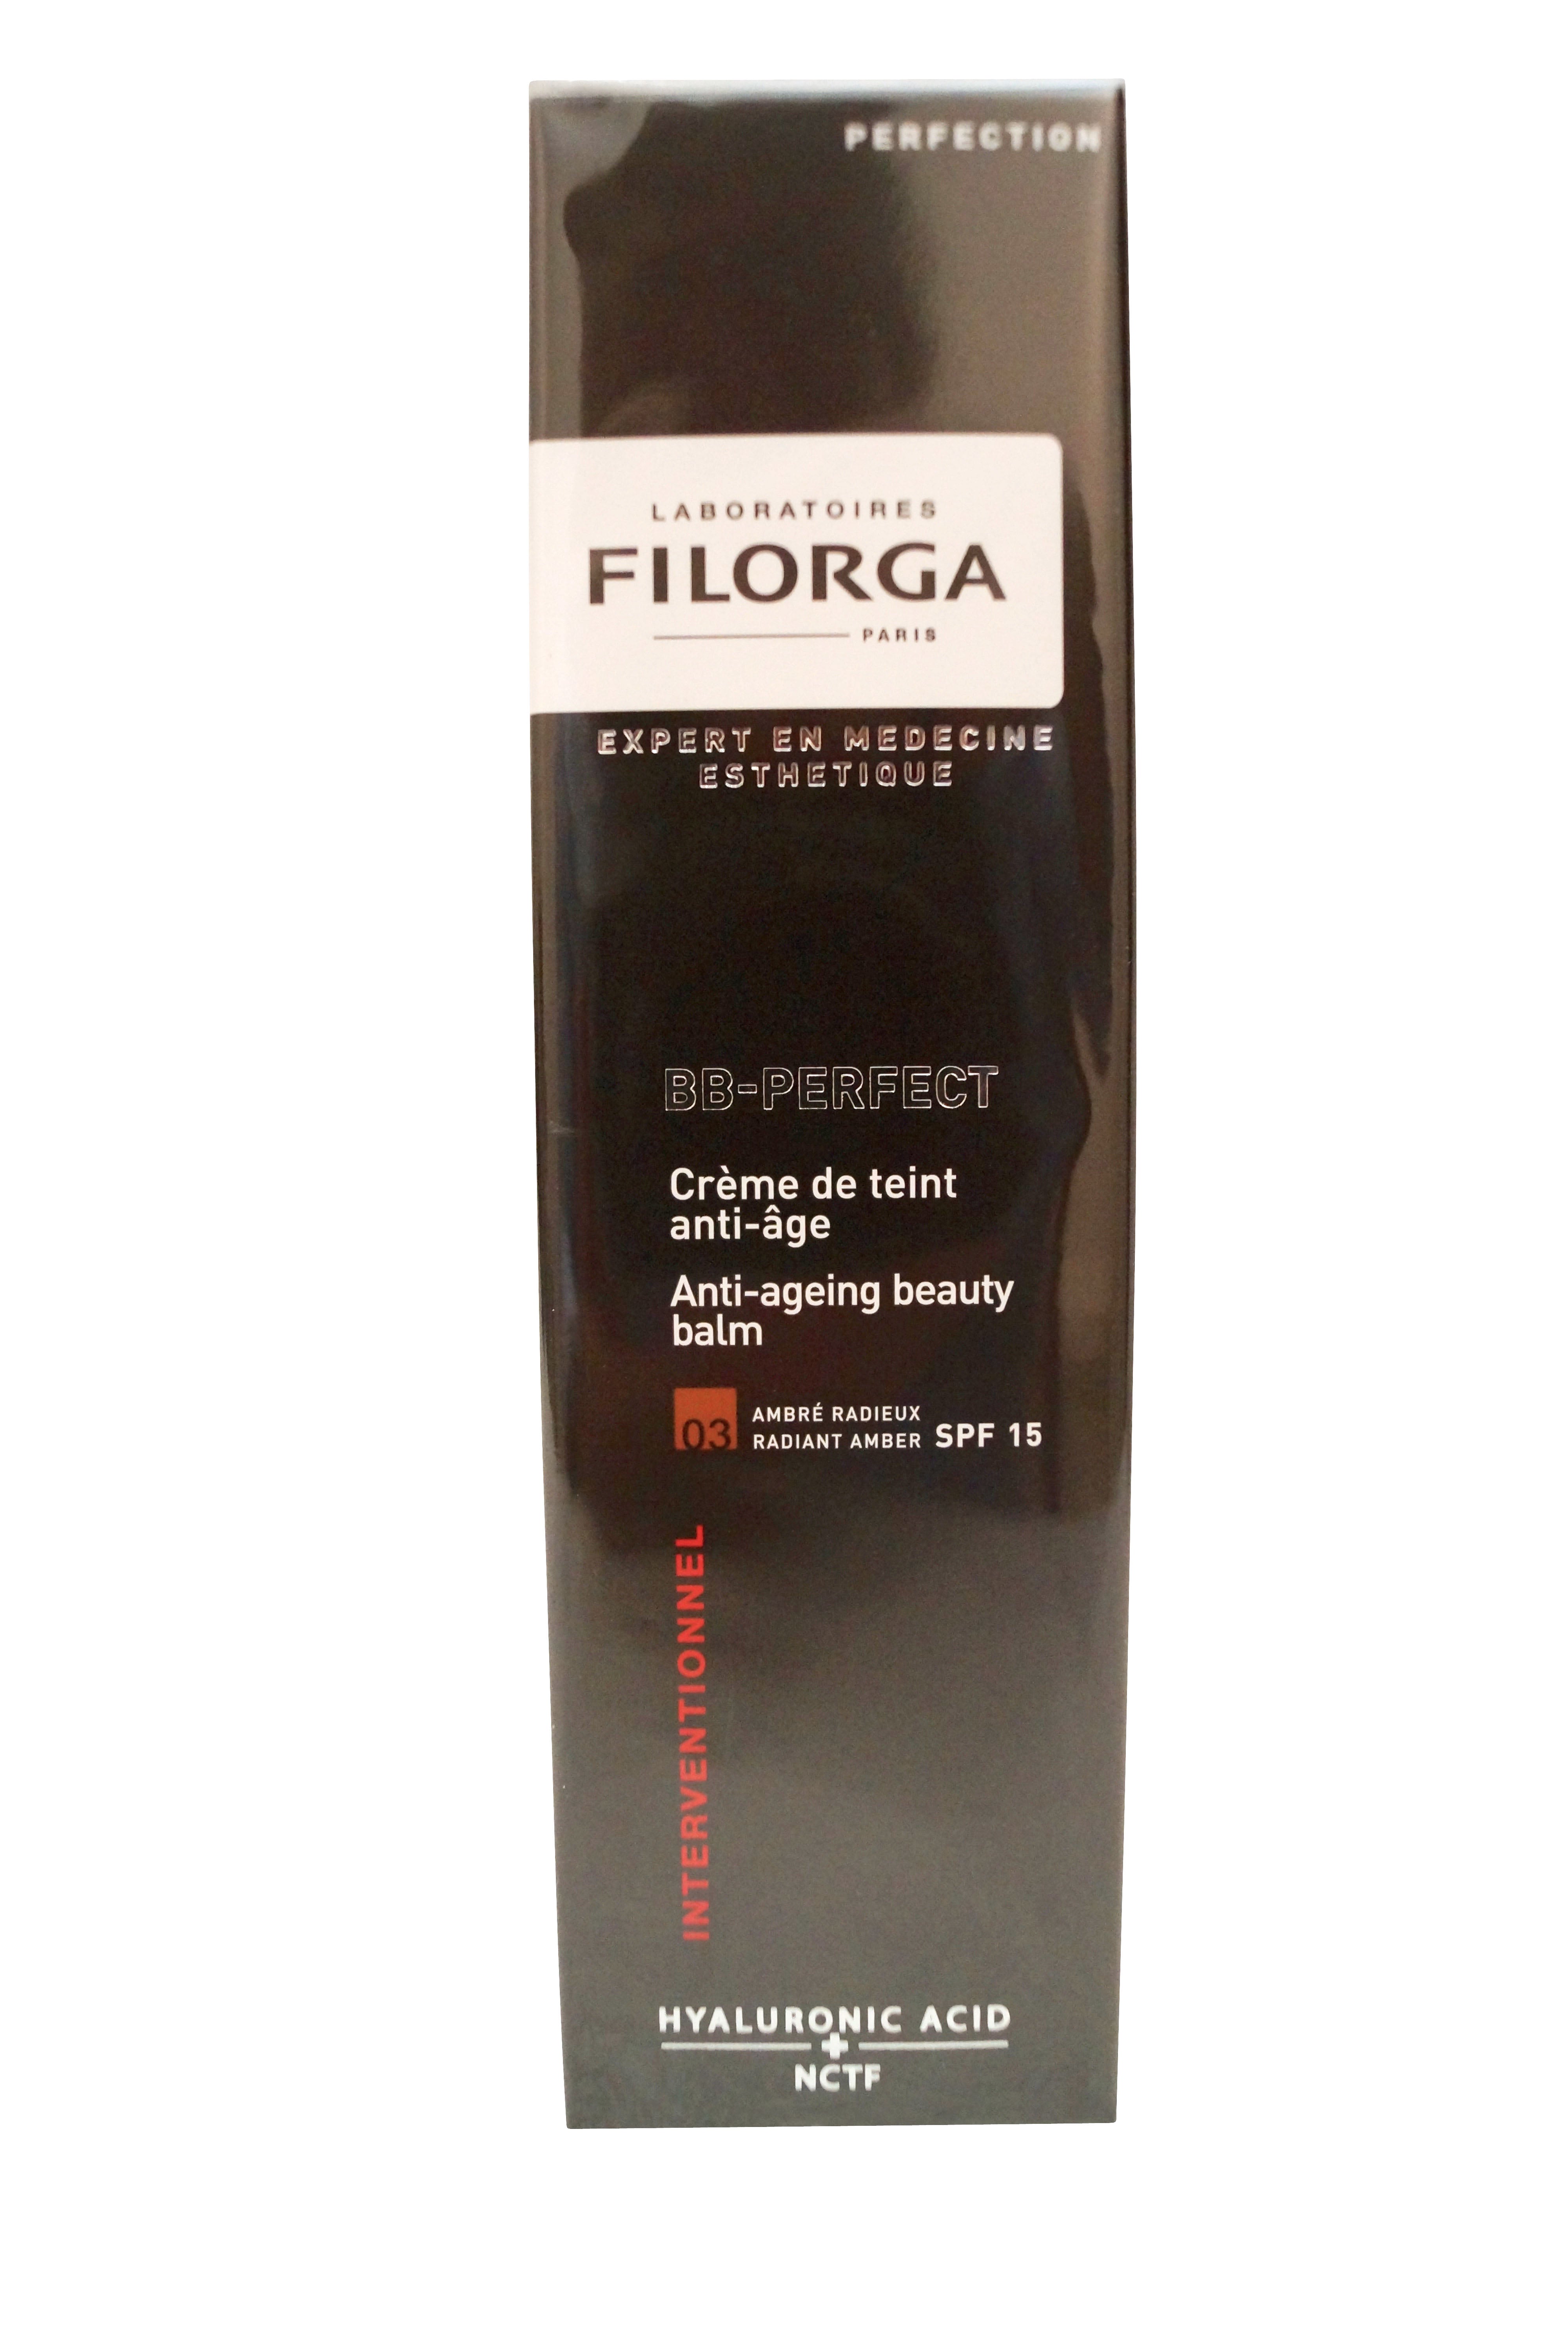 PERFECTION
LABORATOIRES
FILORGA
PARIS
EXPERT EN MEDECINE
ESTHETIQUE
BB-PERFECT
Crème de teint
anti-âge
Anti-ageing beauty
balm
03
AMBRÉ RADIEUX
RADIANT AMBER SPF 15
INTERVENTIONNEL
HYALURONIC ACID
+
NCTF